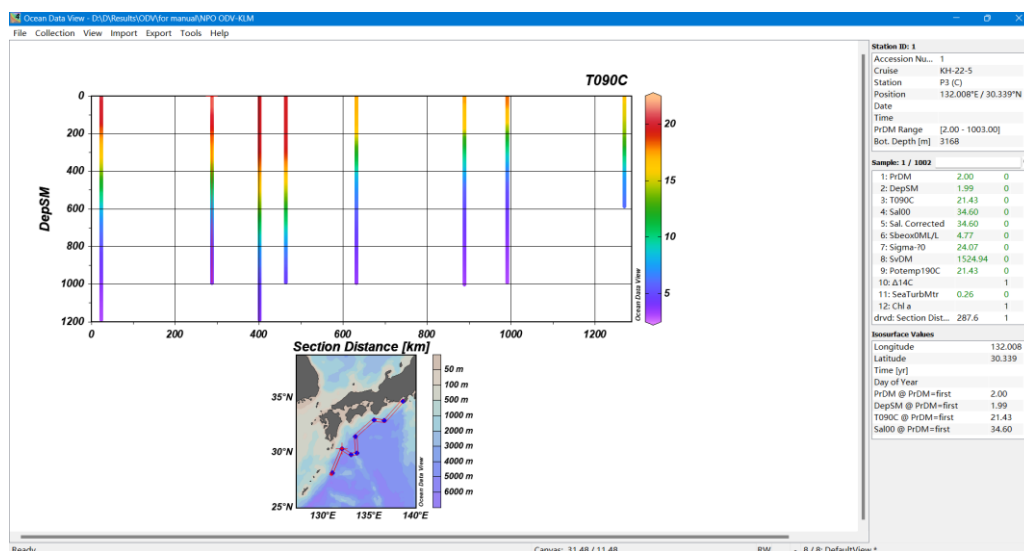 Ocean Data View - D:\D\Results\ODV\for manual\NPO ODV-KLM
File Collection View Import Export Tools Help
T090C
0
200
400
600
800
1000
1200
DepSM
20
15
10
5
Ocean Data View
0 200 400 600 800 1000 1200
Section Distance [km]
35°N
30°N
25°N
130°E 135°E 140°E
50 m
100 m
500 m
1000 m
2000 m
3000 m
4000 m
5000 m
6000 m
Ocean Data View
Station ID: 1
Accession Nu... 1
Cruise KH-22-5
Station P3 (C)
Position 132.008°E / 30.339°N
Date
Time
PrDM Range [2.00 - 1003.00]
Bot. Depth [m] 3168
Sample: 1 / 1002
1: PrDM 2.00 0
2: DepSM 1.99 0
3: T090C 21.43 0
4: Sal00 34.60 0
5: Sal. Corrected 34.60 0
6: Sbeox0ML/L 4.77 0
7: Sigma-?0 24.07 0
8: SvDM 1524.94 0
9: Potemp190C 21.43 0
10: Δ14C 1
11: SeaTurbMtr 0.26 0
12: Chl a 1
drvd: Section Dist... 287.6 1
Isosurface Values
Longitude 132.008
Latitude 30.339
Time [yr]
Day of Year
PrDM @ PrDM=first 2.00
DepSM @ PrDM=first 1.99
T090C @ PrDM=first 21.43
Sal00 @ PrDM=first 34.60
Ready Canvas: 31.48 / 11.48 RW - 8 / 8: DefaultView *